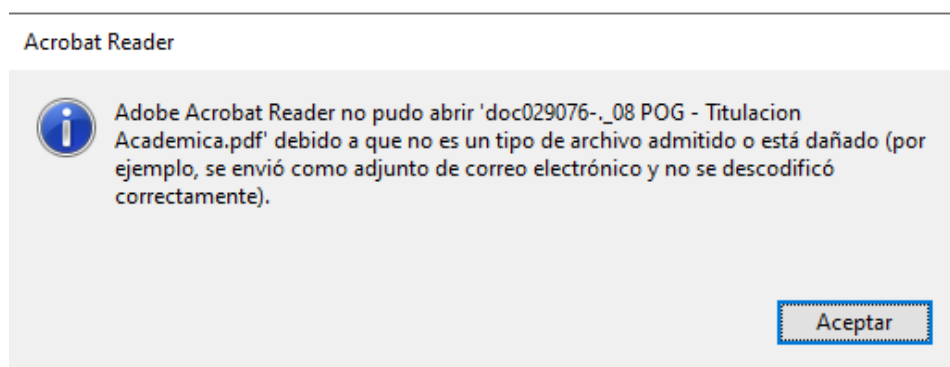 Acrobat Reader
Adobe Acrobat Reader no pudo abrir 'doc029076-._08 POG - Titulacion
Academica.pdf' debido a que no es un tipo de archivo admitido o está dañado (por
ejemplo, se envió como adjunto de correo electrónico y no se descodificó
correctamente).
Aceptar